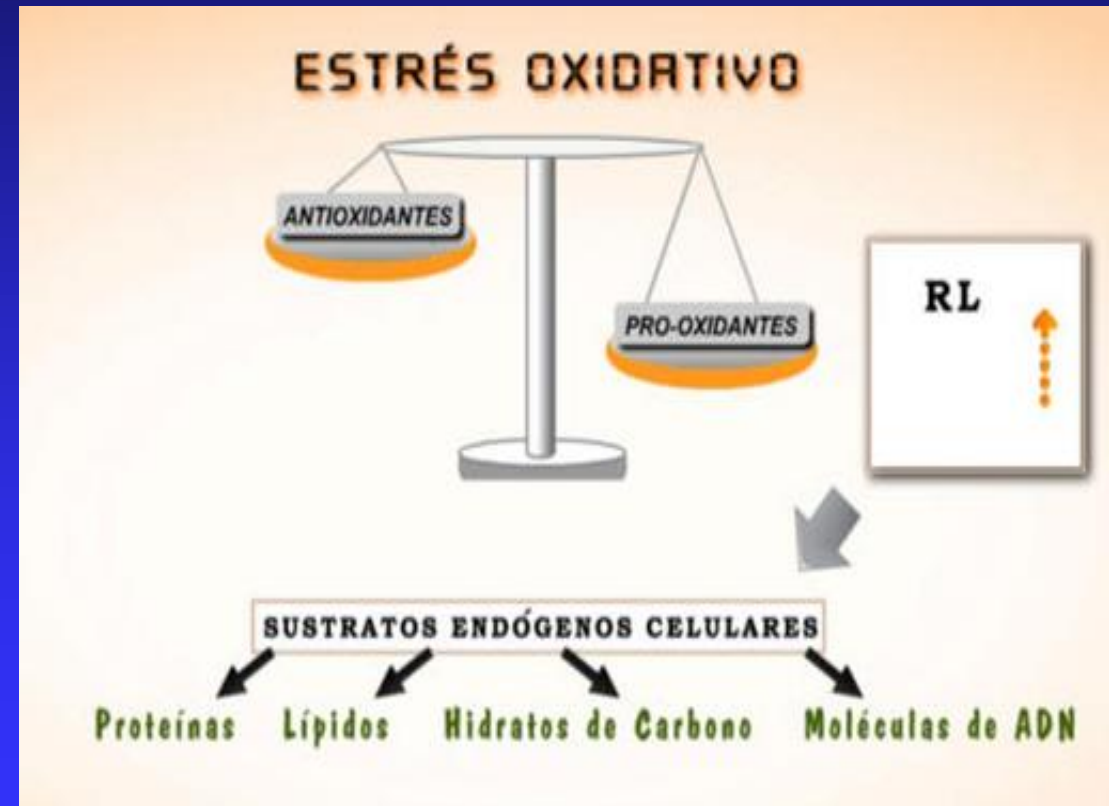 ESTRÉS OXIDATIVO
ANTIOXIDANTES
PRO-OXIDANTES
RL
SUSTRATOS ENDÓGENOS CELULARES
Proteínas Lípidos Hidratos de Carbono Moléculas de ADN